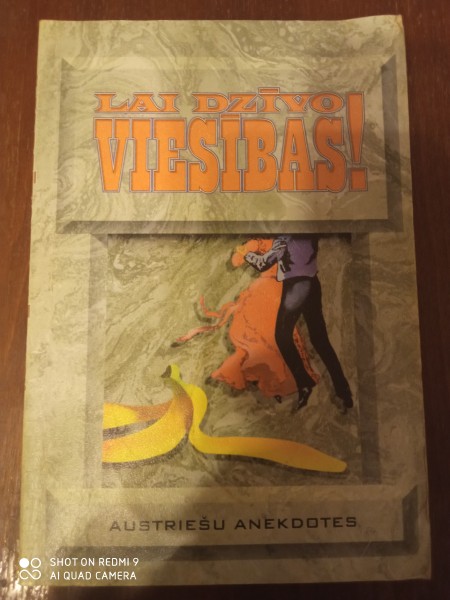 LAI DZĪVO
VIESĪBAS!
AUSTRIEŠU ANEKDOTES
SHOT ON REDMI 9
AI QUAD CAMERA